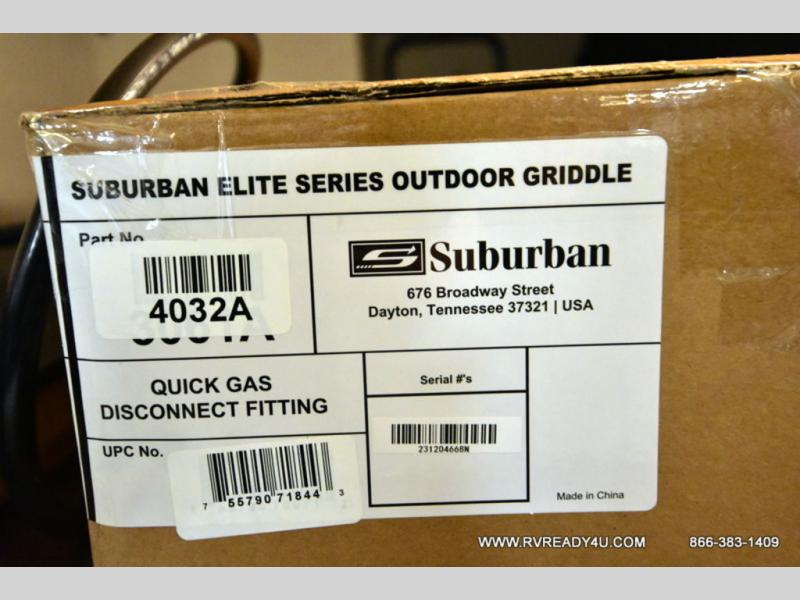 SUBURBAN ELITE SERIES OUTDOOR GRIDDLE
Part No
4032A
Suburban
676 Broadway Street
Dayton, Tennessee 37321 | USA
QUICK GAS
DISCONNECT FITTING
Serial #'s
231204668N
UPC No.
7 55790 71844 3
Made in China
WWW.RVREADY4U.COM 866-383-1409